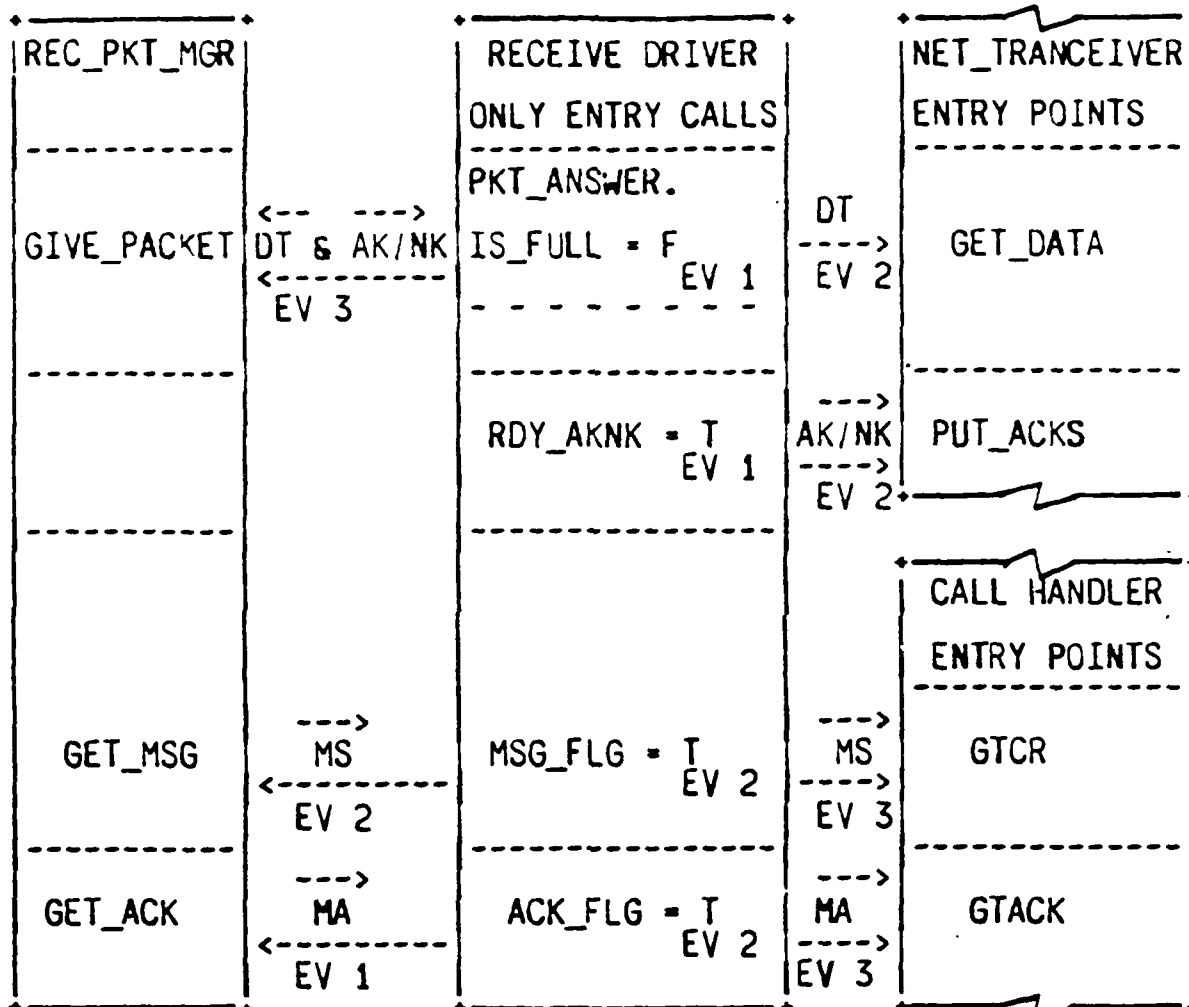 REC_PKT_MGR RECEIVE DRIVER NET_TRANCEIVER
ONLY ENTRY CALLS ENTRY POINTS
PKT_ANSWER.
DT
GIVE_PACKET DT & AK/NK IS_FULL = F GET_DATA
EV 1 EV 2
EV 3
RDY_AKNK = T AK/NK PUT_ACKS
EV 1
EV 2
CALL HANDLER
ENTRY POINTS
GET_MSG MS MSG_FLG = T MS GTCR
EV 2
EV 2 EV 3
GET_ACK MA ACK_FLG = T MA GTACK
EV 2
EV 1 EV 3